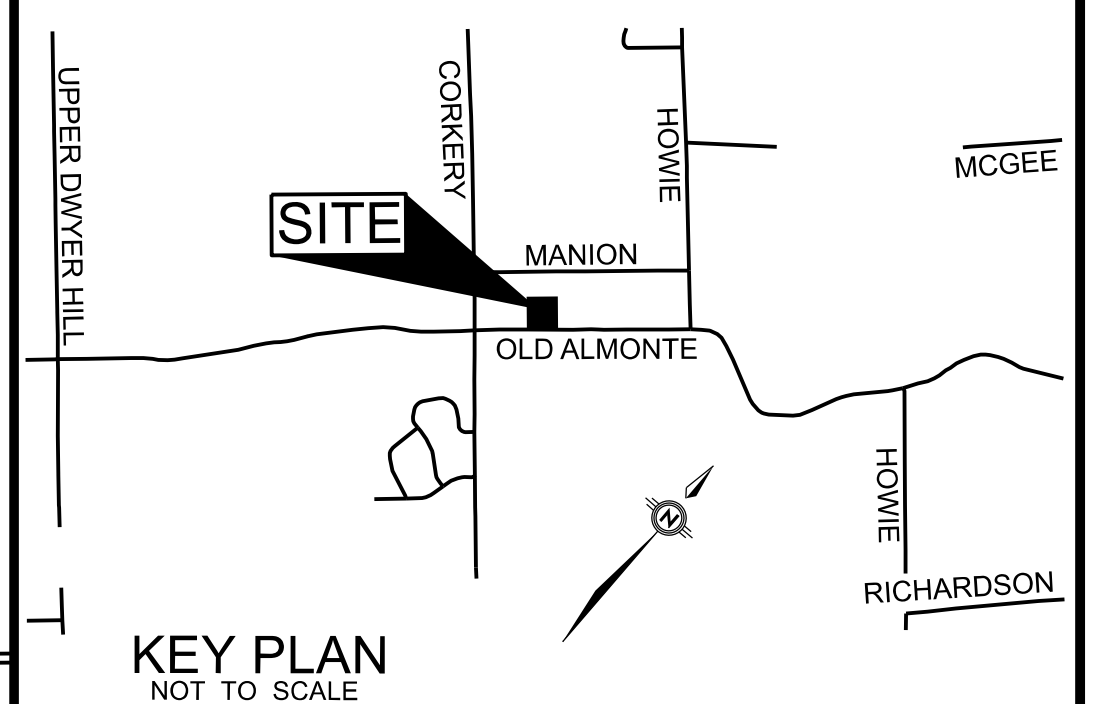 UPPER DWYER HILL
CORKERY
HOWIE
MCGEE
SITE
MANION
OLD ALMONTE
HOWIE
N
RICHARDSON
KEY PLAN
NOT TO SCALE